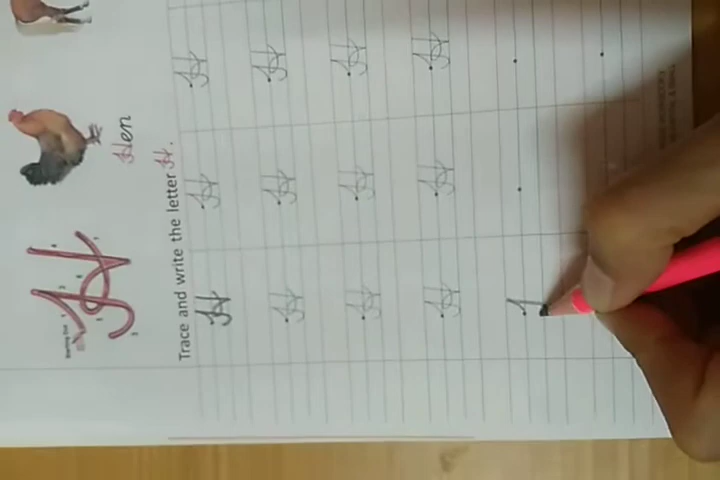 H
Hen
Trace and write the letter H.
H H H
H H H
H H H
H H H